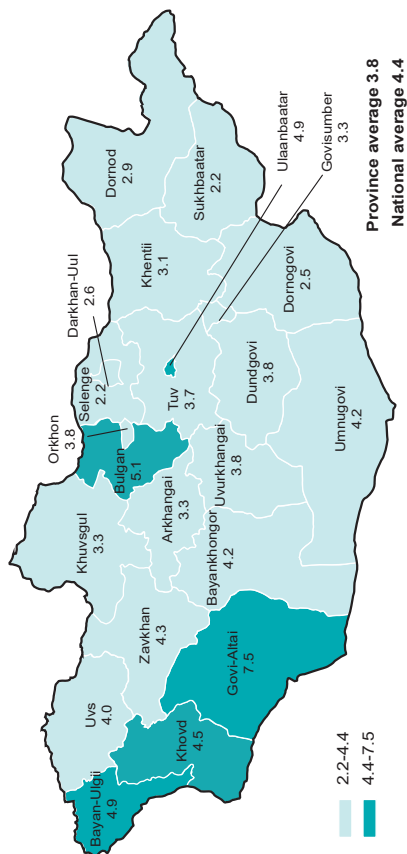 Dornod
2.9
Sukhbaatar
2.2
Ulaanbaatar
4.9
Govisumber
3.3
Khentii
3.1
Darkhan-Uul
2.6
Selenge
2.2
Orkhon
3.8
Bulgan
5.1
Tuv
3.7
Dornogovi
2.5
Dundgovi
3.8
Umnugovi
4.2
Uvurkhangai
3.8
Arkhangai
3.3
Bayankhongor
4.2
Khuvsgul
3.3
Zavkhan
4.3
Govi-Altai
7.5
Uvs
4.0
Khovd
4.5
Bayan-Ulgii
4.9
Province average 3.8
National average 4.4
2.2-4.4
4.4-7.5